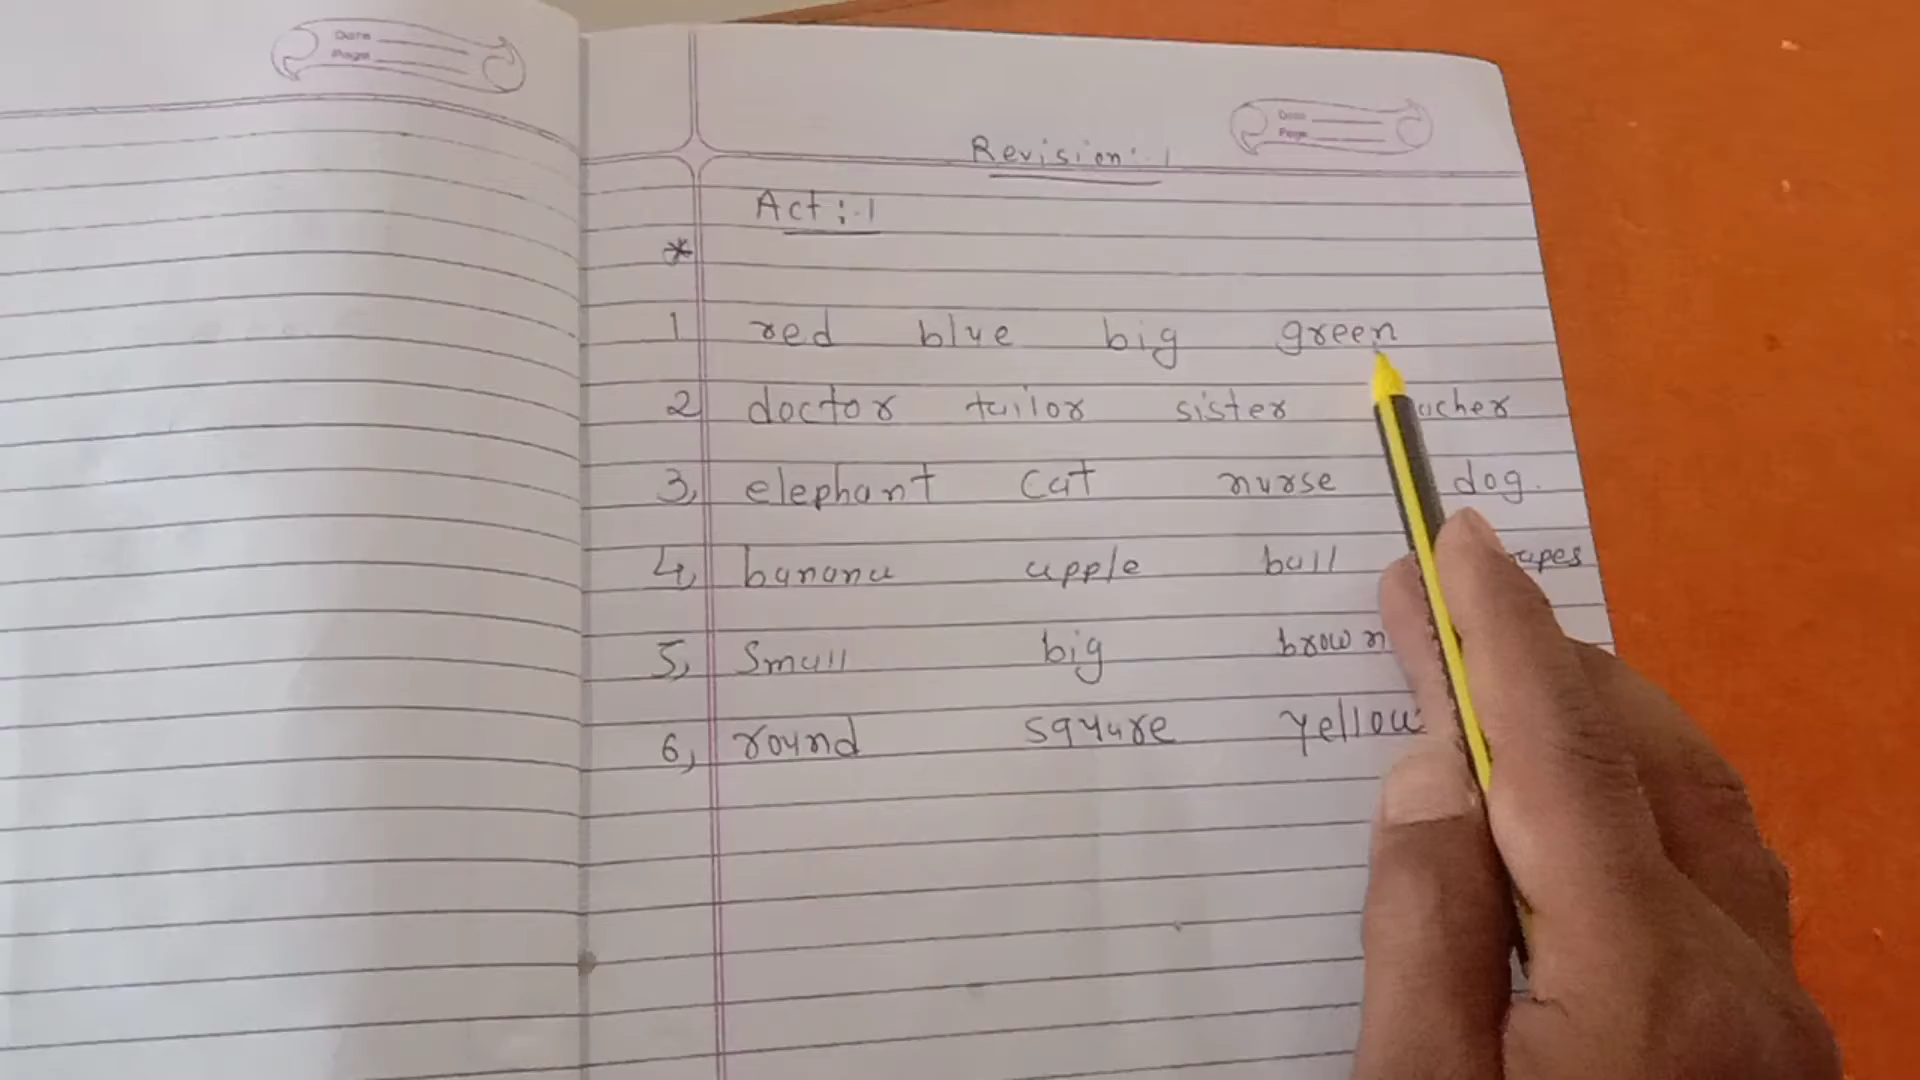 Date
Page
Date
Page
Revision:-1
Act:-1
*
1 red blue big green
2 doctor tailor sister
3, elephant cat nurse dog.
4, banana apple ball
5, Small big brown
6, round square yellow